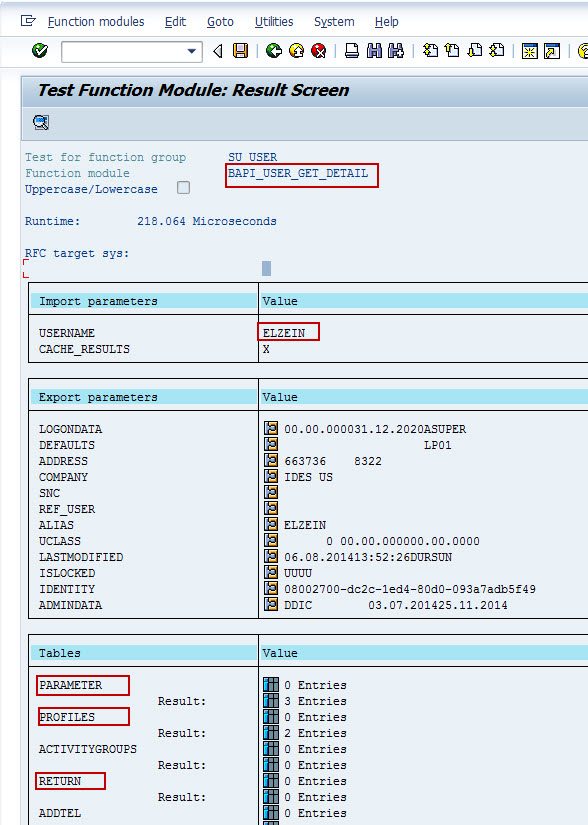 Function modules Edit Goto Utilities System Help
Test Function Module: Result Screen
Test for function group SU_USER
Function module BAPI_USER_GET_DETAIL
Uppercase/Lowercase
Runtime: 218.064 Microseconds
RFC target sys:
Import parameters Value
USERNAME ELZEIN
CACHE_RESULTS X
Export parameters Value
LOGONDATA 00.00.000031.12.2020ASUPER
DEFAULTS LP01
ADDRESS 663736 8322
COMPANY IDES US
SNC
REF_USER
ALIAS ELZEIN
UCLASS 0 00.00.000000.00.0000
LASTMODIFIED 06.08.201413:52:26DURSUN
ISLOCKED UUUU
IDENTITY 08002700-dc2c-1ed4-80d0-093a7adb5f49
ADMINDATA DDIC 03.07.201425.11.2014
Tables Value
PARAMETER 0 Entries
Result: 3 Entries
PROFILES 0 Entries
Result: 2 Entries
ACTIVITYGROUPS 0 Entries
Result: 0 Entries
RETURN 0 Entries
Result: 0 Entries
ADDTEL 0 Entries